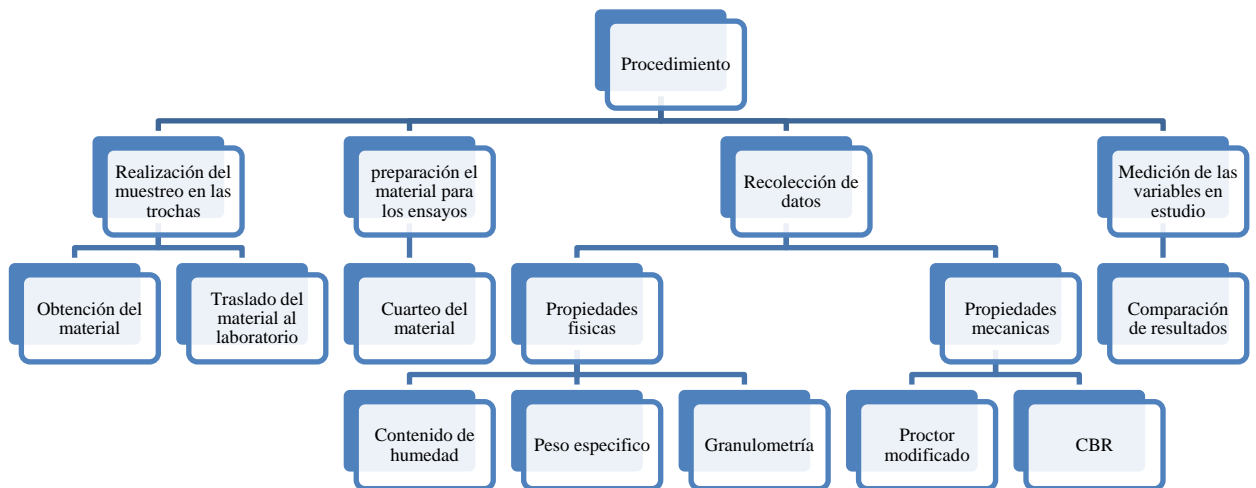 Procedimiento
Realización del
muestreo en las
trochas
preparación el
material para
los ensayos
Recolección de
datos
Medición de las
variables en
estudio
Obtención del
material
Traslado del
material al
laboratorio
Cuarteo del
material
Propiedades
fisicas
Propiedades
mecanicas
Comparación
de resultados
Contenido de
humedad
Peso especifico
Granulometría
Proctor
modificado
CBR